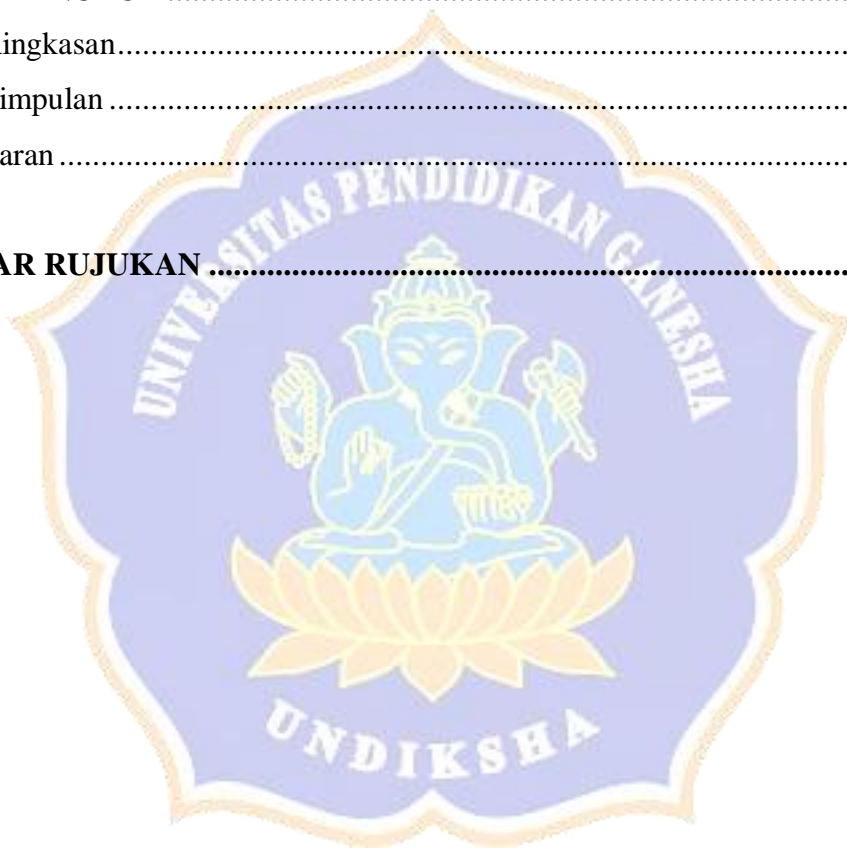 ingkasan........................................................................................................
impulan .........................................................................................................
aran ...............................................................................................................
AR RUJUKAN ..................................................................................
UNIVERSITAS PENDIDIKAN GANESHA
UNDIKSHA